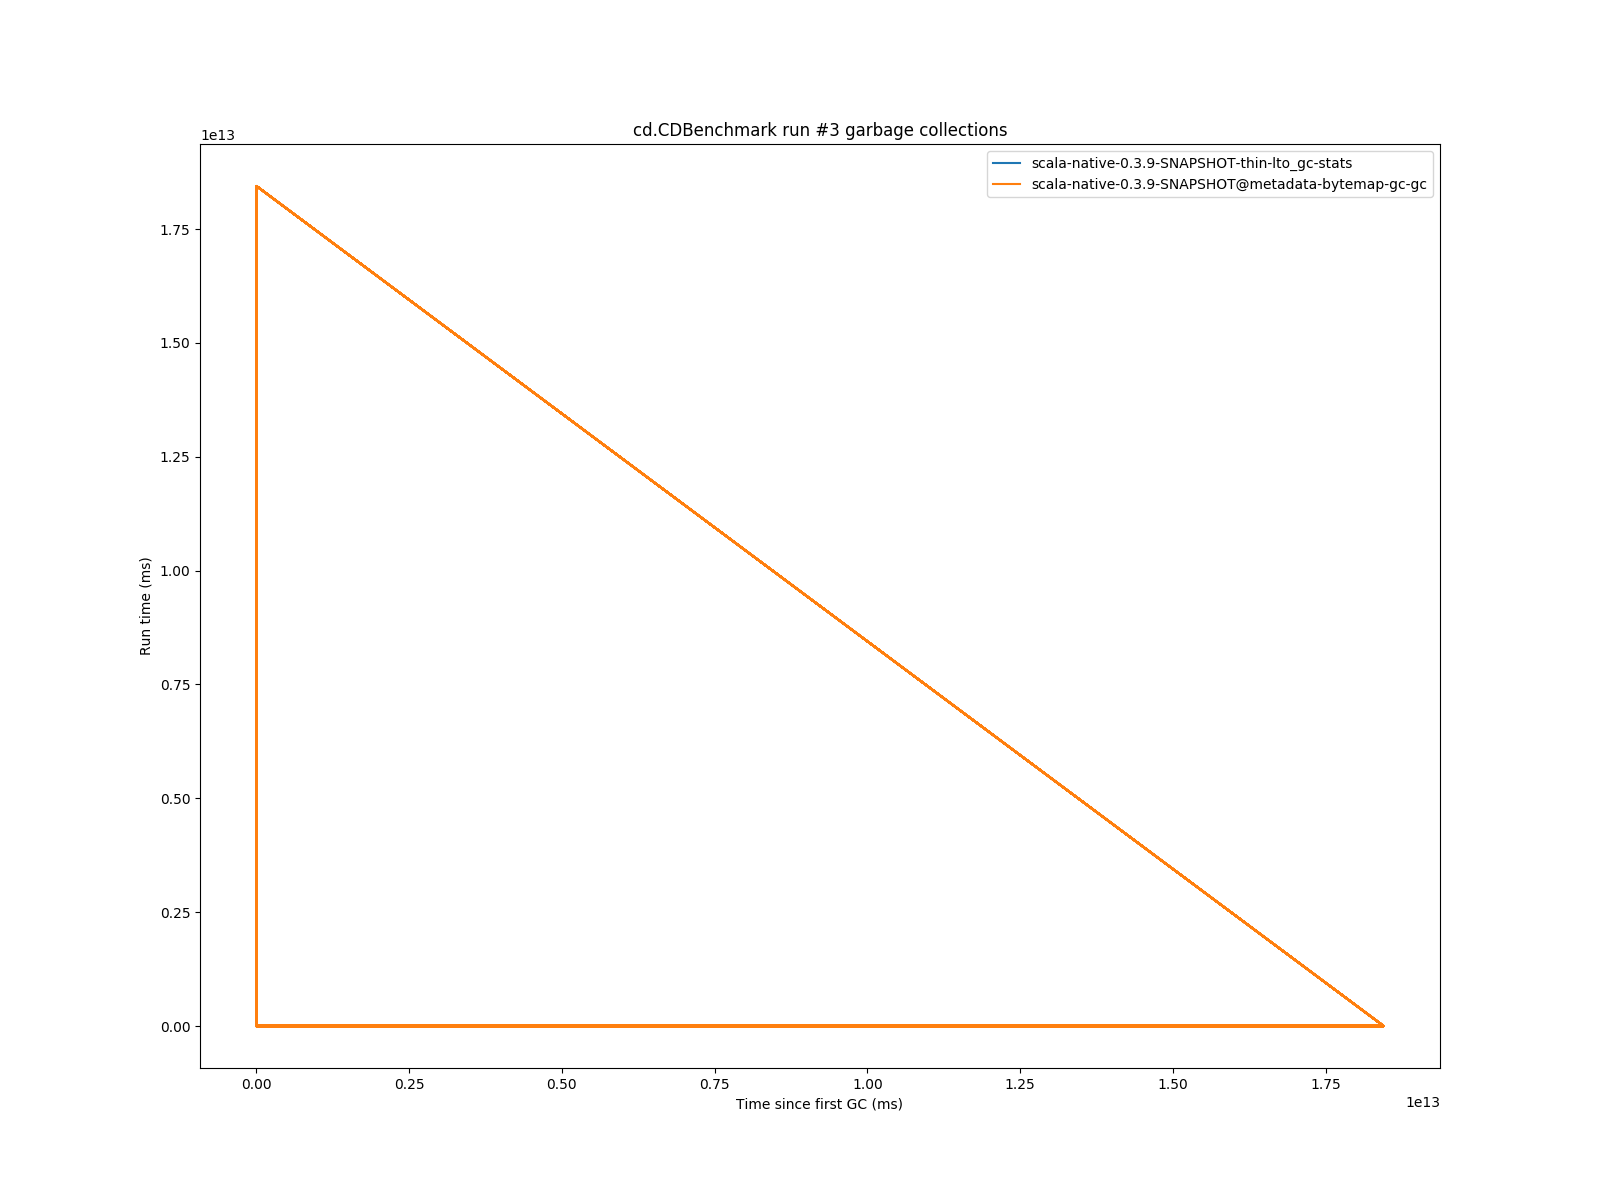 cd.CDBenchmark run #3 garbage collections
1e13
scala-native-0.3.9-SNAPSHOT-thin-lto_gc-stats
scala-native-0.3.9-SNAPSHOT@metadata-bytemap-gc-gc
1.75
1.50
1.25
1.00
0.75
0.50
0.25
0.00
Run time (ms)
0.00 0.25 0.50 0.75 1.00 1.25 1.50 1.75
Time since first GC (ms)
1e13